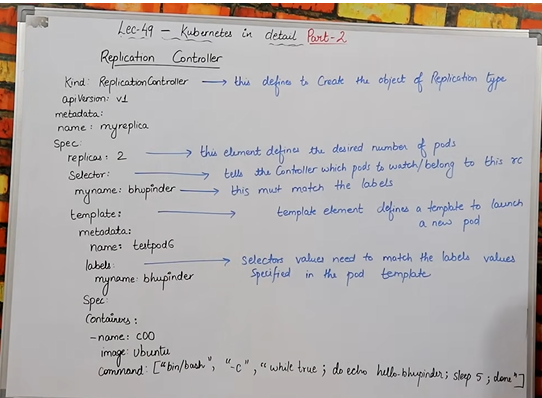 Lec-49 - Kubernetes in detail Part-2
Replication Controller
Kind: ReplicationController → this defines to Create the object of Replication type
apiVersion: v1
metadata:
name: myreplica
Spec:
replicas: 2 → this element defines the desired number of pods
Selector: → tells the Controller which pods to watch/belong to this rc
myname: bhupinder → this must match the labels
template: → template element defines a template to launch
a new pod
metadata:
name: testpod6
labels: → Selectors values need to match the labels values
myname: bhupinder Specified in the pod template
Spec:
Containers:
-name: c00
image: Ubuntu
Command: ["bin/bash", "-c", "while true; do echo hello-bhupinder; sleep 5; done"]